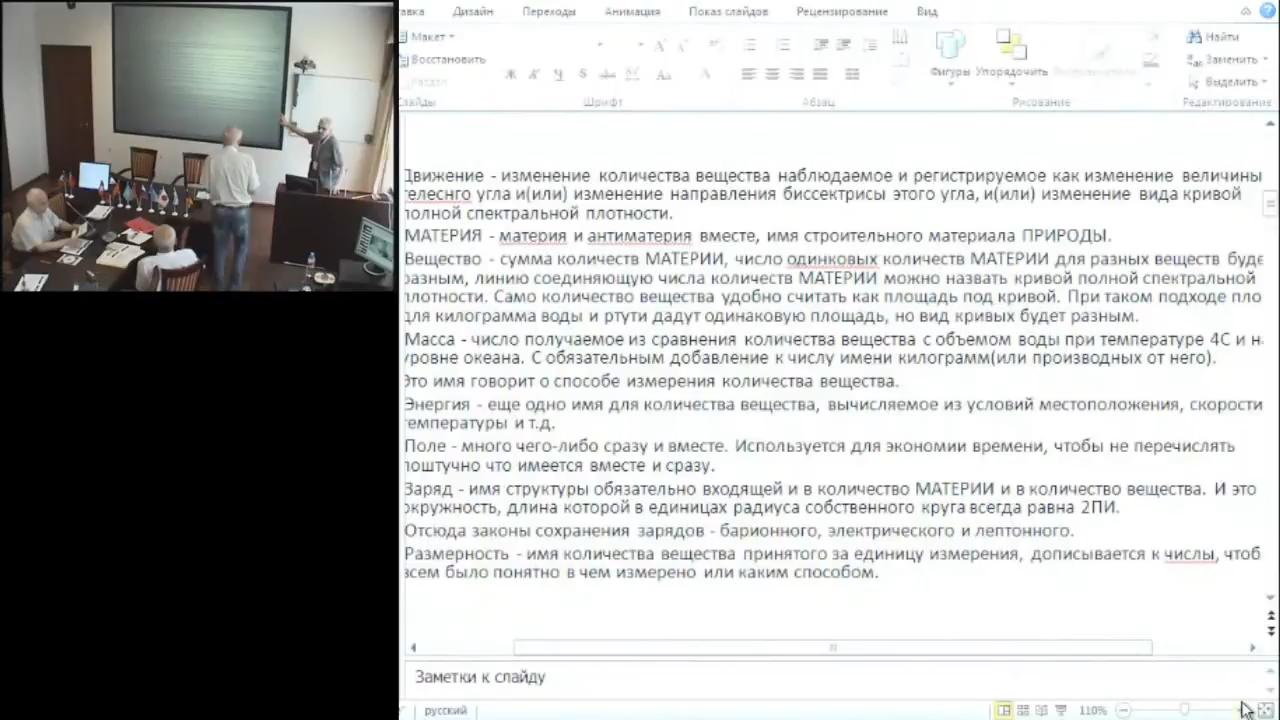 авка Дизайн Переходы Анимация Показ слайдов Рецензирование Вид
Макет
Восстановить
Раздел
Слайды
Ж К Ч S
Шрифт
Абзац
Фигуры Упорядочить
Рисование
Найти
Заменить
Выделить
Редактирование
Движение - изменение количества вещества наблюдаемое и регистрируемое как изменение величины
телеснго угла и(или) изменение направления биссектрисы этого угла, и(или) изменение вида кривой
полной спектральной плотности.
МАТЕРИЯ - материя и антиматерия вместе, имя строительного материала ПРИРОДЫ.
Вещество - сумма количеств МАТЕРИИ, число одинковых количеств МАТЕРИИ для разных веществ буде
разным, линию соединяющую числа количеств МАТЕРИИ можно назвать кривой полной спектральной
плотности. Само количество вещества удобно считать как площадь под кривой. При таком подходе пло
для килограмма воды и ртути дадут одинаковую площадь, но вид кривых будет разным.
Масса - число получаемое из сравнения количества вещества с объемом воды при температуре 4С и н
уровне океана. С обязательным добавление к числу имени килограмм(или производных от него).
Это имя говорит о способе измерения количества вещества.
Энергия - еще одно имя для количества вещества, вычисляемое из условий местоположения, скорости
температуры и т.д.
Поле - много чего-либо сразу и вместе. Используется для экономии времени, чтобы не перечислять
поштучно что имеется вместе и сразу.
Заряд - имя структуры обязательно входящей и в количество МАТЕРИИ и в количество вещества. И это
окружность, длина которой в единицах радиуса собственного круга всегда равна 2ПИ.
Отсюда законы сохранения зарядов - барионного, электрического и лептонного.
Размерность - имя количества вещества принятого за единицу измерения, дописывается к числы, чтоб
всем было понятно в чем измерено или каким способом.
Заметки к слайду
русский
110%